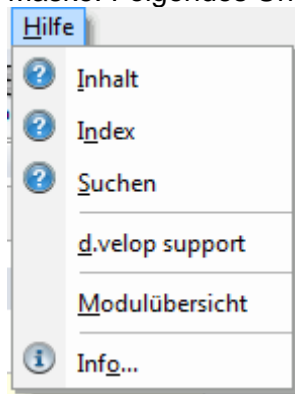 Hilfe
Inhalt
Index
Suchen
d.velop support
Modulübersicht
Info...